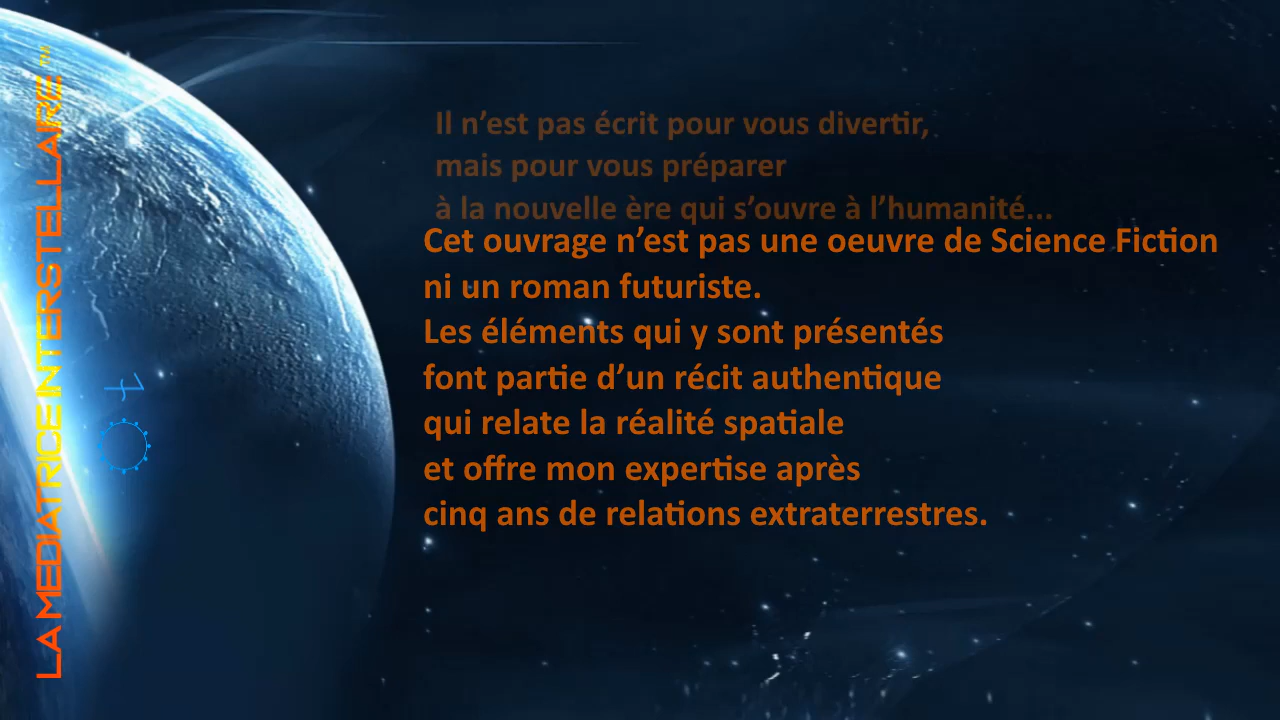 LA MEDIATRICE INTERSTELLAIRE™
Il n’est pas écrit pour vous divertir,
mais pour vous préparer
à la nouvelle ère qui s’ouvre à l’humanité...
Cet ouvrage n’est pas une oeuvre de Science Fiction
ni un roman futuriste.
Les éléments qui y sont présentés
font partie d’un récit authentique
qui relate la réalité spatiale
et offre mon expertise après
cinq ans de relations extraterrestres.